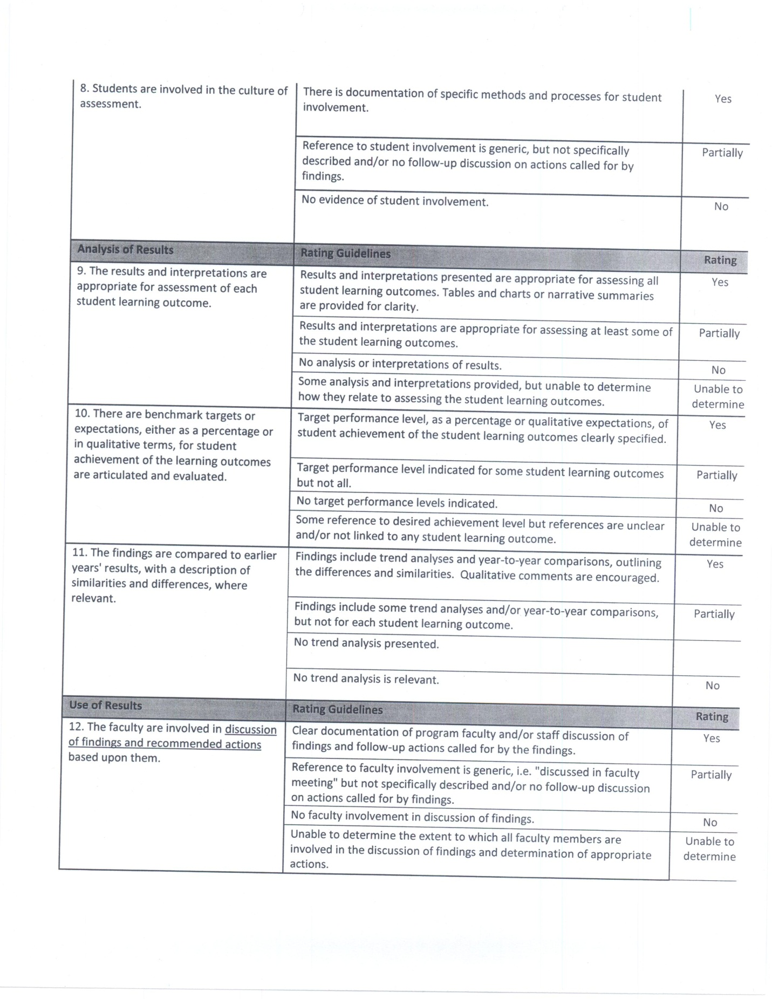 8. Students are involved in the culture of
assessment.
There is documentation of specific methods and processes for student
involvement.
Yes
Reference to student involvement is generic, but not specifically
described and/or no follow-up discussion on actions called for by
findings.
Partially
No evidence of student involvement.
No
Analysis of Results
Rating Guidelines
Rating
9. The results and interpretations are
appropriate for assessment of each
student learning outcome.
Results and interpretations presented are appropriate for assessing all
student learning outcomes. Tables and charts or narrative summaries
are provided for clarity.
Yes
Results and interpretations are appropriate for assessing at least some of
the student learning outcomes.
Partially
No analysis or interpretations of results.
No
Some analysis and interpretations provided, but unable to determine
how they relate to assessing the student learning outcomes.
Unable to
determine
10. There are benchmark targets or
expectations, either as a percentage or
in qualitative terms, for student
achievement of the learning outcomes
are articulated and evaluated.
Target performance level, as a percentage or qualitative expectations, of
student achievement of the student learning outcomes clearly specified.
Yes
Target performance level indicated for some student learning outcomes
but not all.
Partially
No target performance levels indicated.
No
Some reference to desired achievement level but references are unclear
and/or not linked to any student learning outcome.
Unable to
determine
11. The findings are compared to earlier
years' results, with a description of
similarities and differences, where
relevant.
Findings include trend analyses and year-to-year comparisons, outlining
the differences and similarities. Qualitative comments are encouraged.
Yes
Findings include some trend analyses and/or year-to-year comparisons,
but not for each student learning outcome.
Partially
No trend analysis presented.
No trend analysis is relevant.
No
Use of Results
Rating Guidelines
Rating
12. The faculty are involved in discussion
of findings and recommended actions
based upon them.
Clear documentation of program faculty and/or staff discussion of
findings and follow-up actions called for by the findings.
Yes
Reference to faculty involvement is generic, i.e. "discussed in faculty
meeting" but not specifically described and/or no follow-up discussion
on actions called for by findings.
Partially
No faculty involvement in discussion of findings.
No
Unable to determine the extent to which all faculty members are
involved in the discussion of findings and determination of appropriate
actions.
Unable to
determine